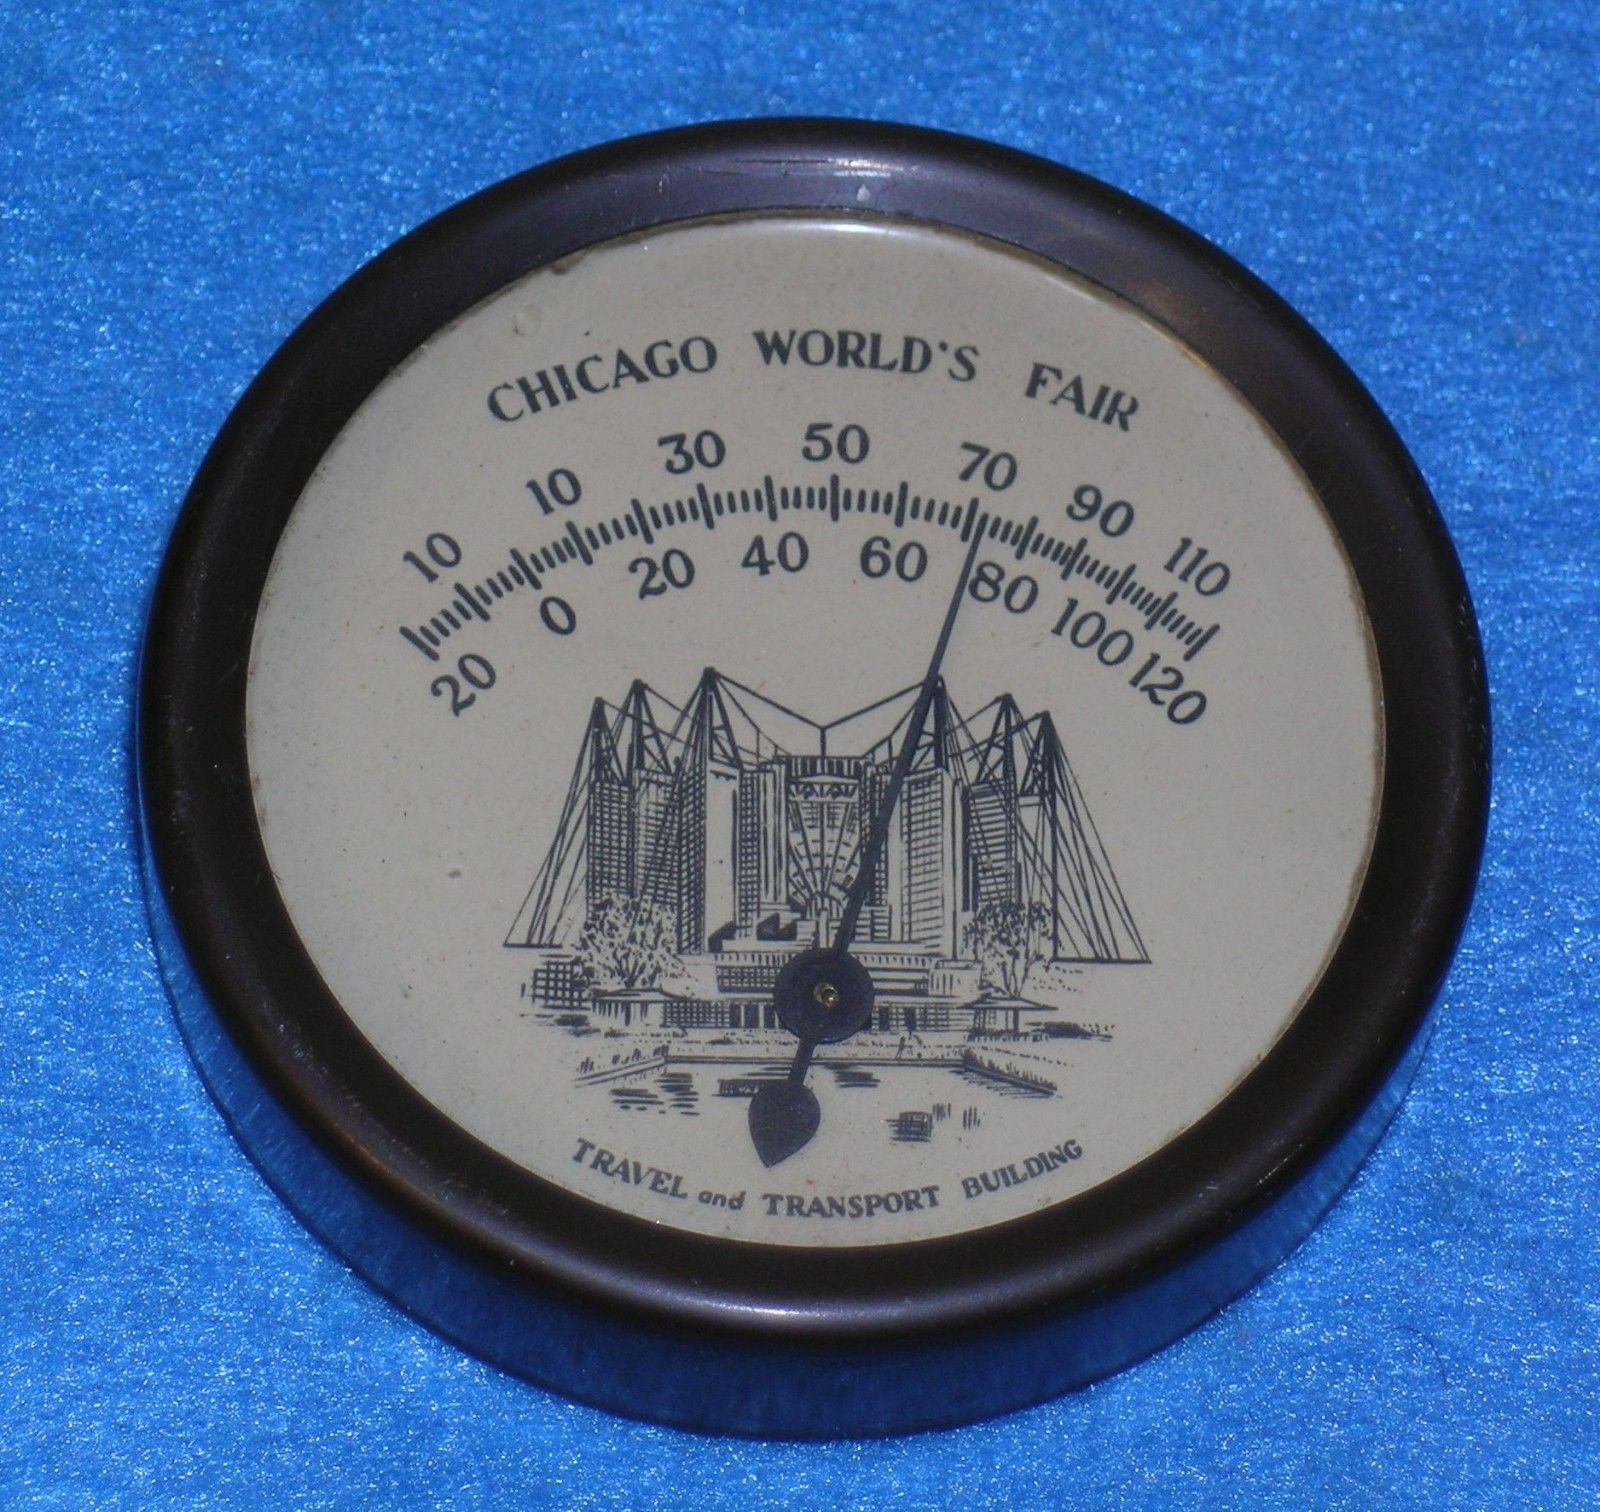 CHICAGO WORLD'S FAIR
10 10 30 50 70 90 110
20 0 20 40 60 80 100 120
TRAVEL and TRANSPORT BUILDING